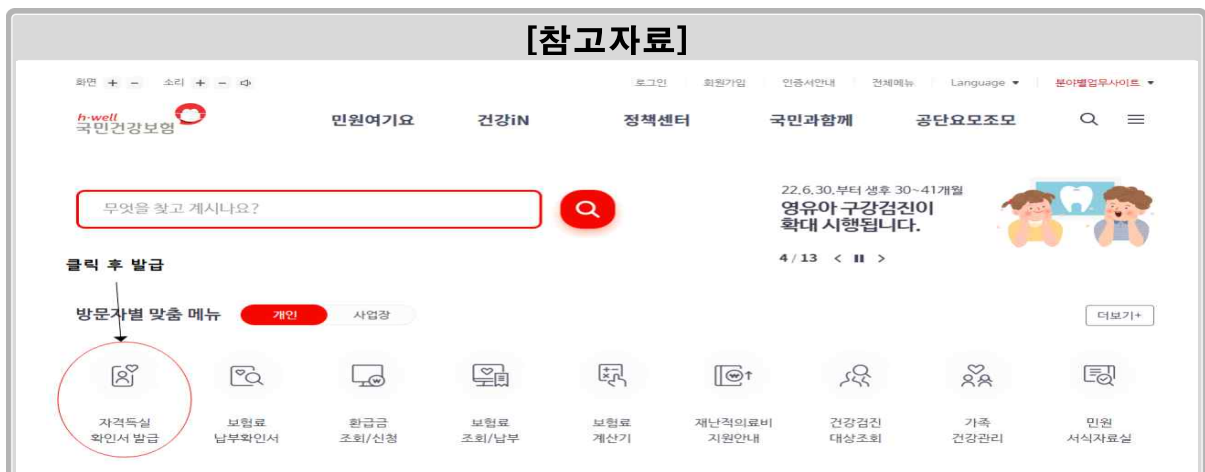 [참고자료]
화면 + - 소리 + -
로그인 회원가입 인증서안내 전체메뉴 Language ▼ 분야별업무사이트 ▼
h·well
국민건강보험
민원여기요 건강iN 정책센터 국민과함께 공단요모조모
무엇을 찾고 계시나요?
22.6.30.부터 생후 30~41개월
영유아 구강검진이
확대 시행됩니다.
4 / 13 < II >
클릭 후 발급
방문자별 맞춤 메뉴 개인 사업장 더보기+
자격득실 보험료 환급금 보험료 보험료 재난적의료비 건강검진 가족 민원
확인서 발급 납부확인서 조회/신청 조회/납부 계산기 지원안내 대상조회 건강관리 서식자료실